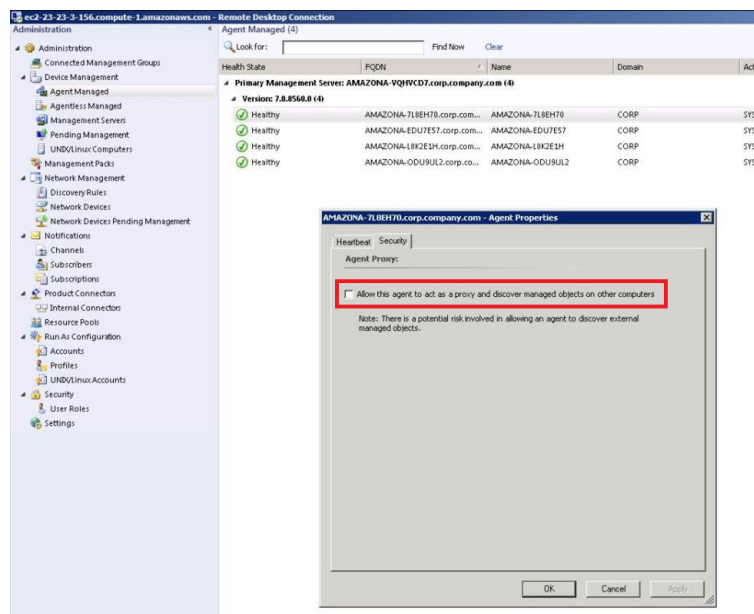 ec2-23-23-3-156.compute-1.amazonaws.com - Remote Desktop Connection
Administration
Agent Managed (4)
Look for:
Find Now
Clear
Health State
FQDN
Name
Domain
Act
Primary Management Server: AMAZONA-VQHVCD7.corp.company.com (4)
Version: 7.0.8560.0 (4)
Healthy AMAZONA-7L8EH70.corp.com... AMAZONA-7L8EH70 CORP SYS
Healthy AMAZONA-EDU7E57.corp.com... AMAZONA-EDU7E57 CORP SYS
Healthy AMAZONA-L8K2E1H.corp.com... AMAZONA-L8K2E1H CORP SYS
Healthy AMAZONA-ODU9UL2.corp.co... AMAZONA-ODU9UL2 CORP SYS
Administration
Connected Management Groups
Device Management
Agent Managed
Agentless Managed
Management Servers
Pending Management
UNIX/Linux Computers
Management Packs
Network Management
Discovery Rules
Network Devices
Network Devices Pending Management
Notifications
Channels
Subscribers
Subscriptions
Product Connectors
Internal Connectors
Resource Pools
Run As Configuration
Accounts
Profiles
UNIX/Linux Accounts
Security
User Roles
Settings
AMAZONA-7L8EH70.corp.company.com - Agent Properties
Heartbeat
Security
Agent Proxy:
Allow this agent to act as a proxy and discover managed objects on other computers
Note: There is a potential risk involved in allowing an agent to discover external
managed objects.
OK
Cancel
Apply